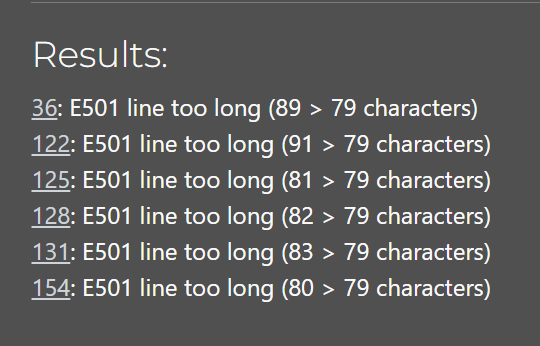 Results:
36: E501 line too long (89 > 79 characters)
122: E501 line too long (91 > 79 characters)
125: E501 line too long (81 > 79 characters)
128: E501 line too long (82 > 79 characters)
131: E501 line too long (83 > 79 characters)
154: E501 line too long (80 > 79 characters)